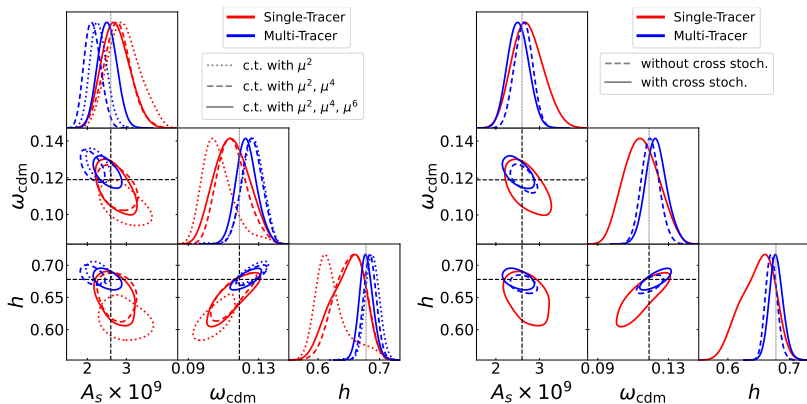 Single-Tracer
Multi-Tracer
c.t. with μ²
c.t. with μ², μ⁴
c.t. with μ², μ⁴, μ⁶
0.14
0.12
0.10
ω_cdm
0.70
0.65
0.60
h
2 3
0.09 0.13
0.6 0.7
A_s × 10⁹
ω_cdm
h
Single-Tracer
Multi-Tracer
without cross stoch.
with cross stoch.
0.14
0.12
0.10
ω_cdm
0.70
0.65
0.60
h
2 3
0.09 0.13
0.6 0.7
A_s × 10⁹
ω_cdm
h